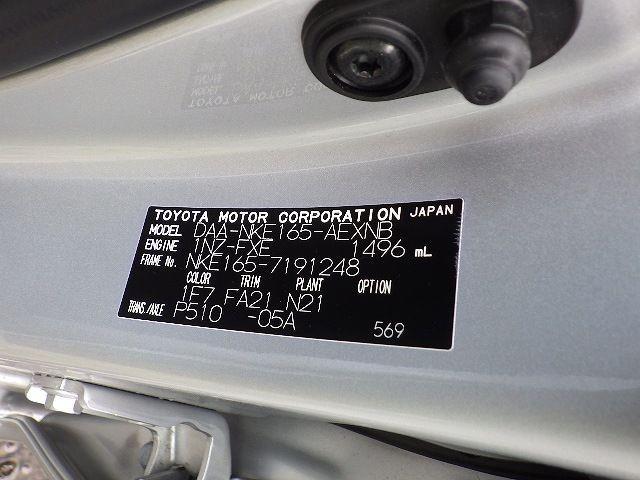 TOYOTA MOTOR CORPORATION JAPAN
MODEL DAA-NKE165-AEXNB
ENGINE 1NZ-FXE 1496 mL
FRAME No. NKE165-7191248
COLOR TRIM PLANT OPTION
1F7 FA21 N21
TRANS./AXLE P510 -05A
569